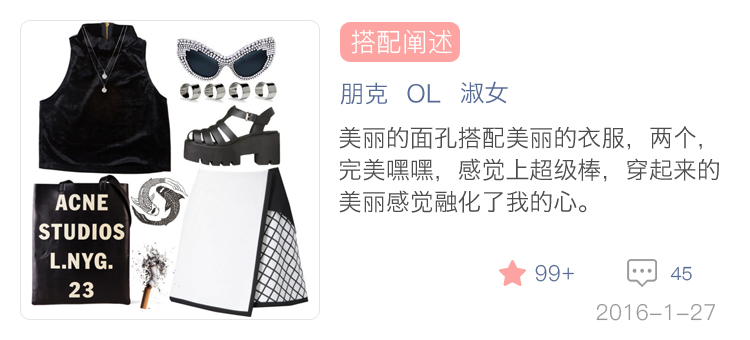 搭配阐述
朋克 OL 淑女
美丽的面孔搭配美丽的衣服，两个，
完美嘿嘿，感觉上超级棒，穿起来的
美丽感觉融化了我的心。
ACNE
STUDIOS
L.NYG.
23
99+
45
2016-1-27